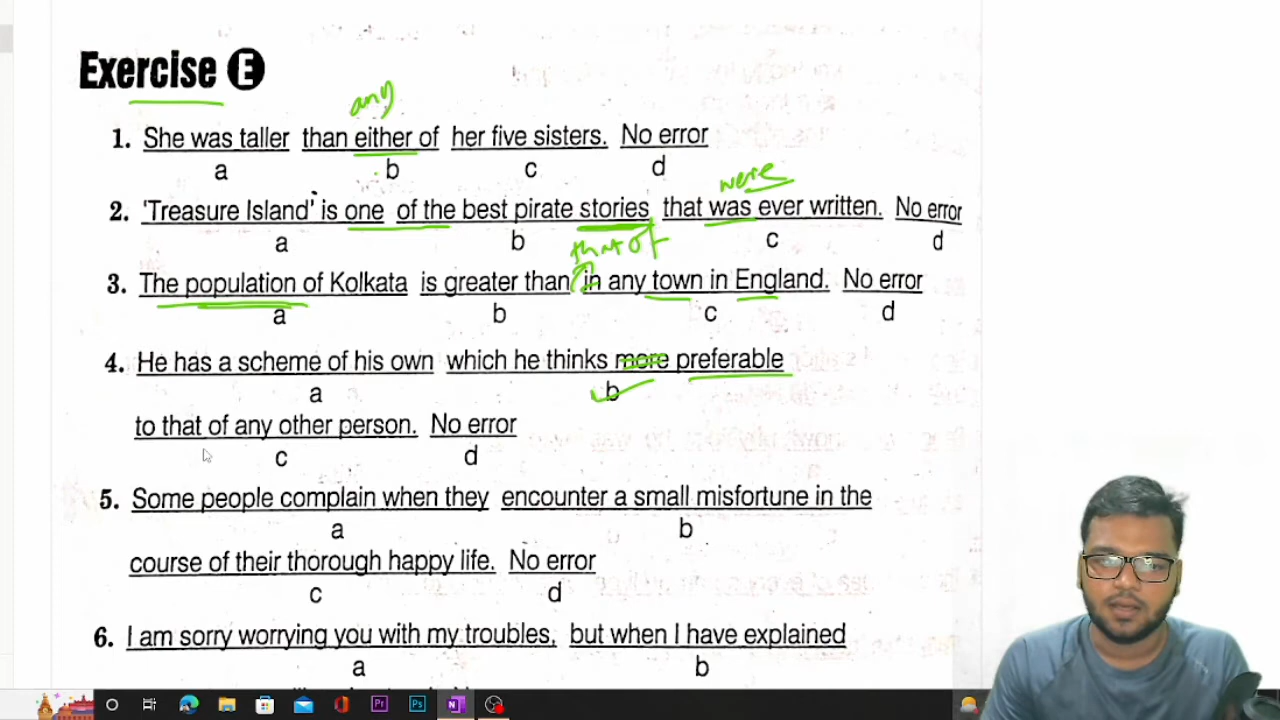 Exercise E
any
1. She was taller than either of her five sisters. No error
a b c d
were
2. 'Treasure Island' is one of the best pirate stories that was ever written. No error
a b c d
that of
3. The population of Kolkata is greater than in any town in England. No error
a b c d
4. He has a scheme of his own which he thinks more preferable
a b
to that of any other person. No error
c d
5. Some people complain when they encounter a small misfortune in the
a b
course of their thorough happy life. No error
c d
6. I am sorry worrying you with my troubles, but when I have explained
a b
Pr Ps N